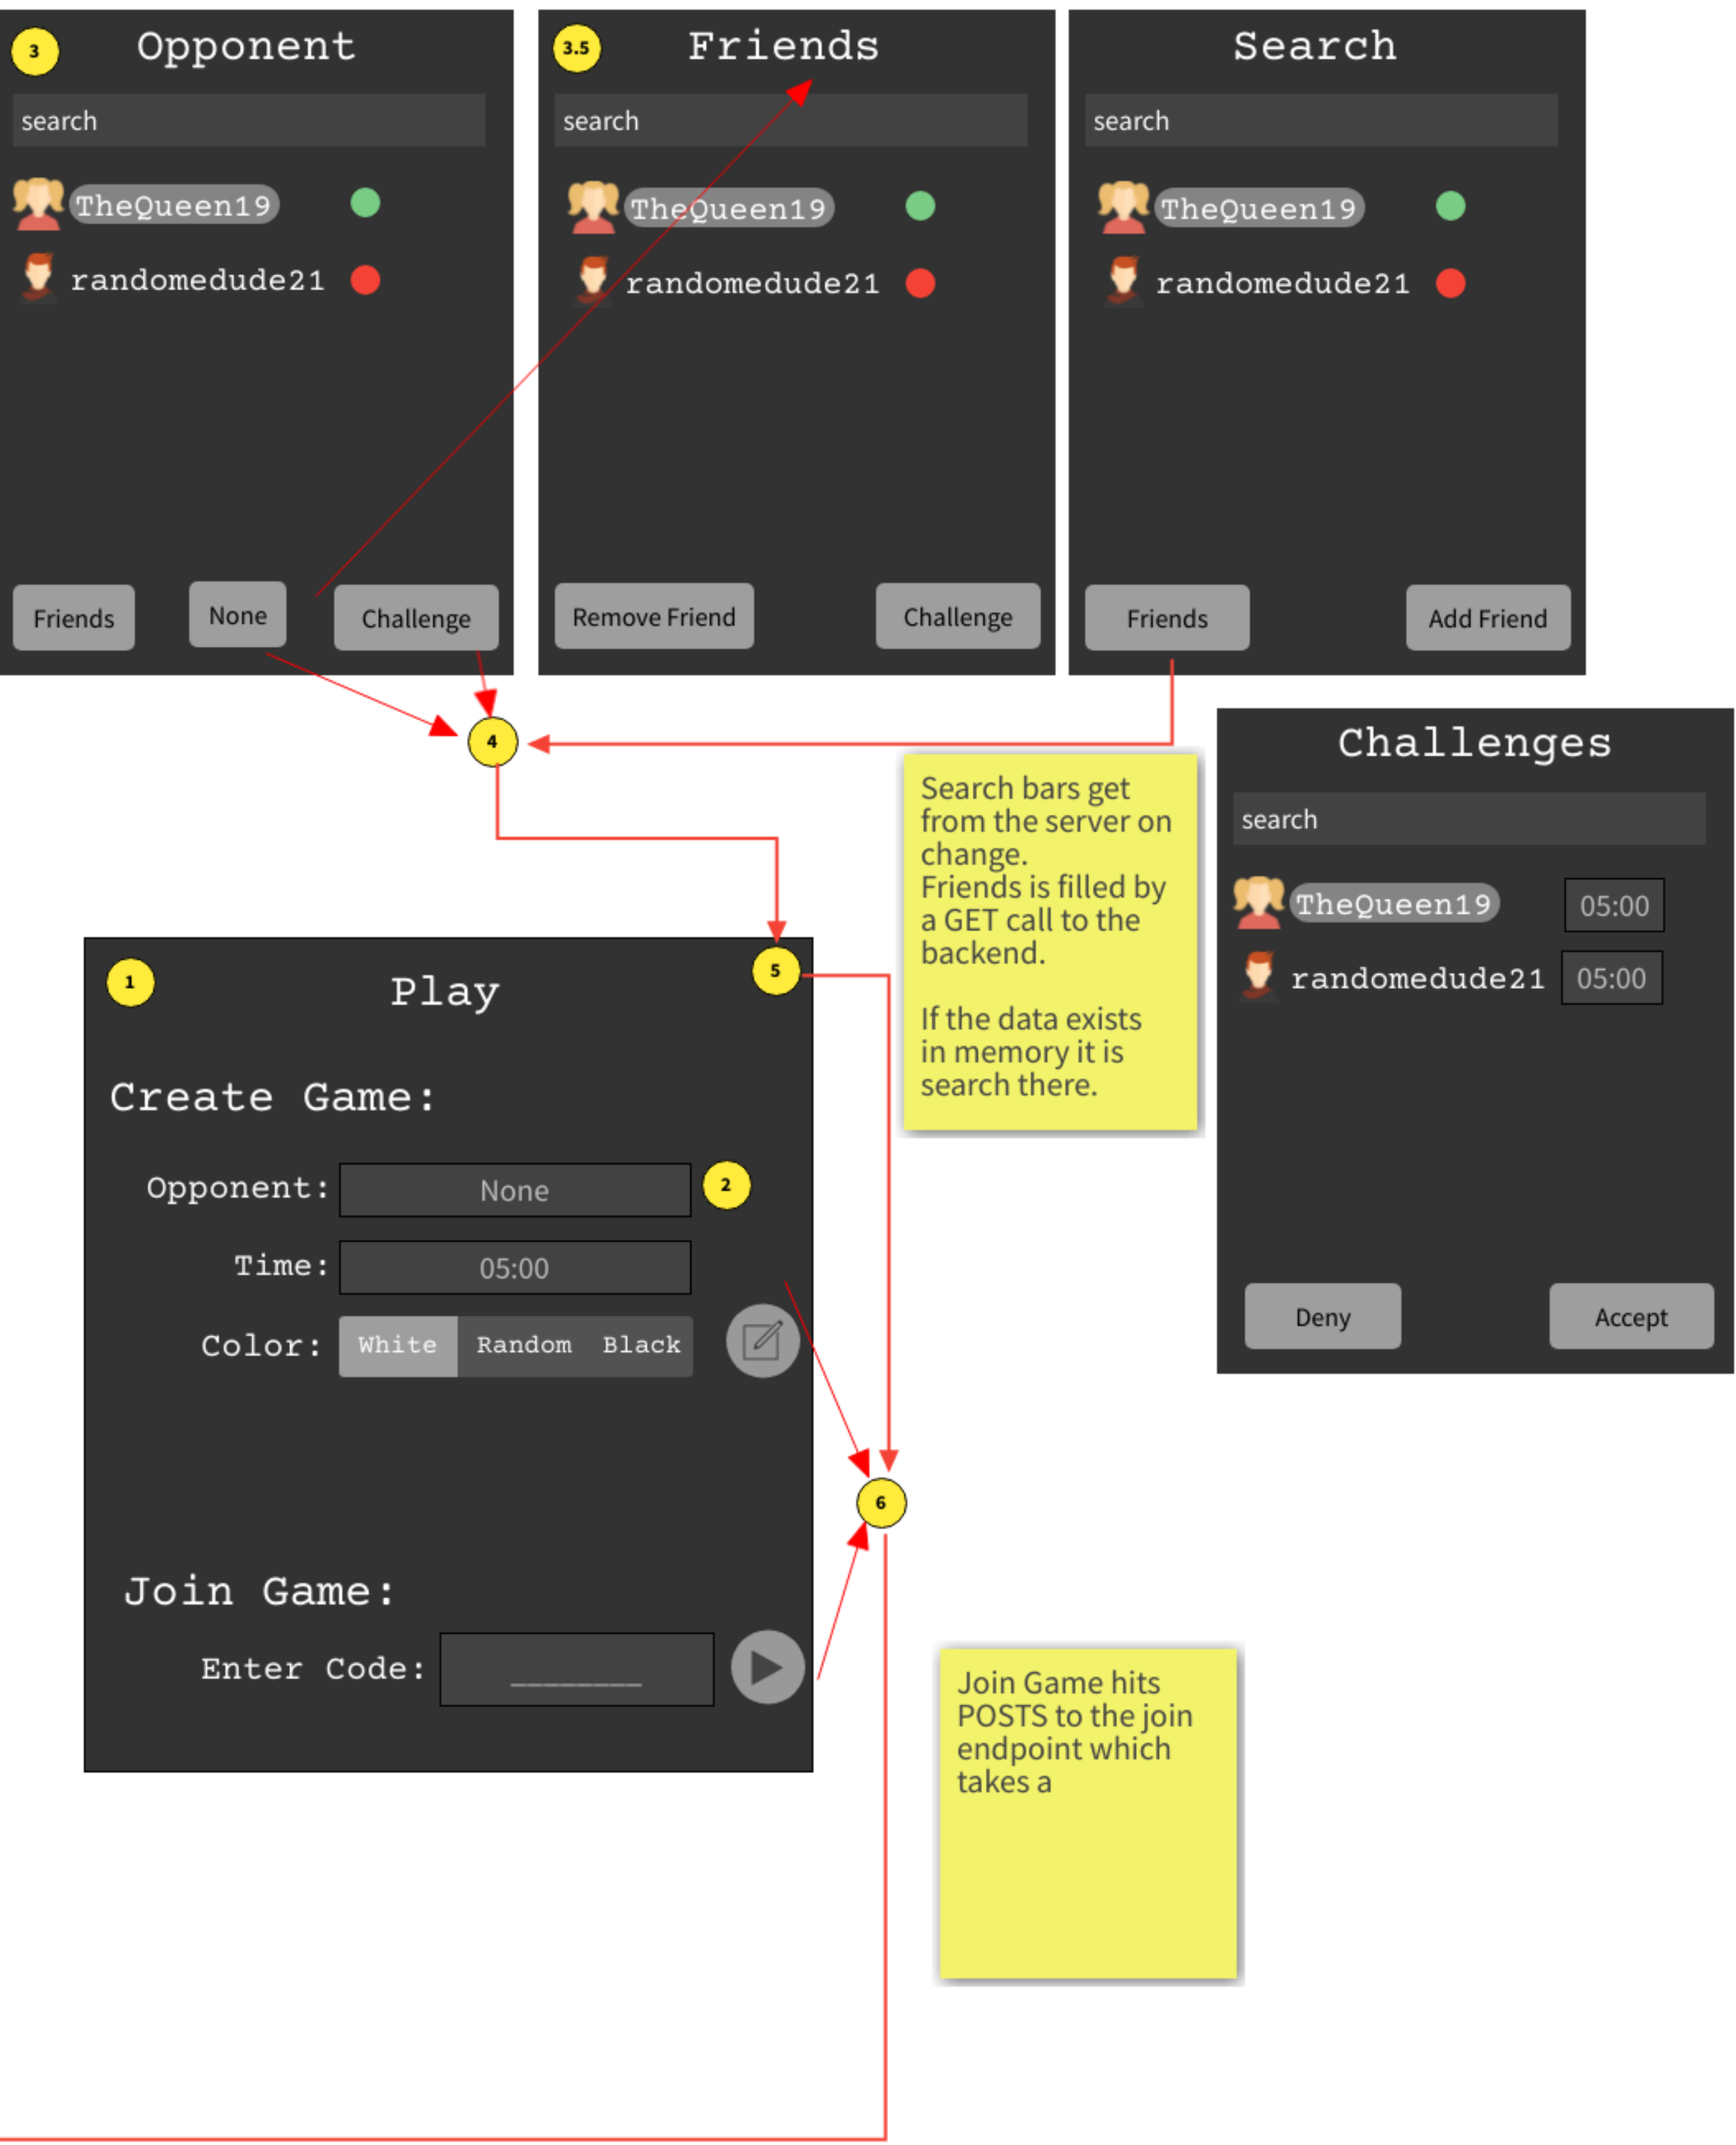 3
Opponent
search
TheQueen19
randomedude21
Friends
None
Challenge
3.5
Friends
search
TheQueen19
randomedude21
Remove Friend
Challenge
Search
search
TheQueen19
randomedude21
Friends
Add Friend
4
Search bars get
from the server on
change.
Friends is filled by
a GET call to the
backend.
If the data exists
in memory it is
search there.
Challenges
search
TheQueen19
05:00
randomedude21
05:00
Deny
Accept
1
Play
5
Create Game:
Opponent:
None
2
Time:
05:00
Color:
White
Random
Black
6
Join Game:
Enter Code:
________
Join Game hits
POSTS to the join
endpoint which
takes a